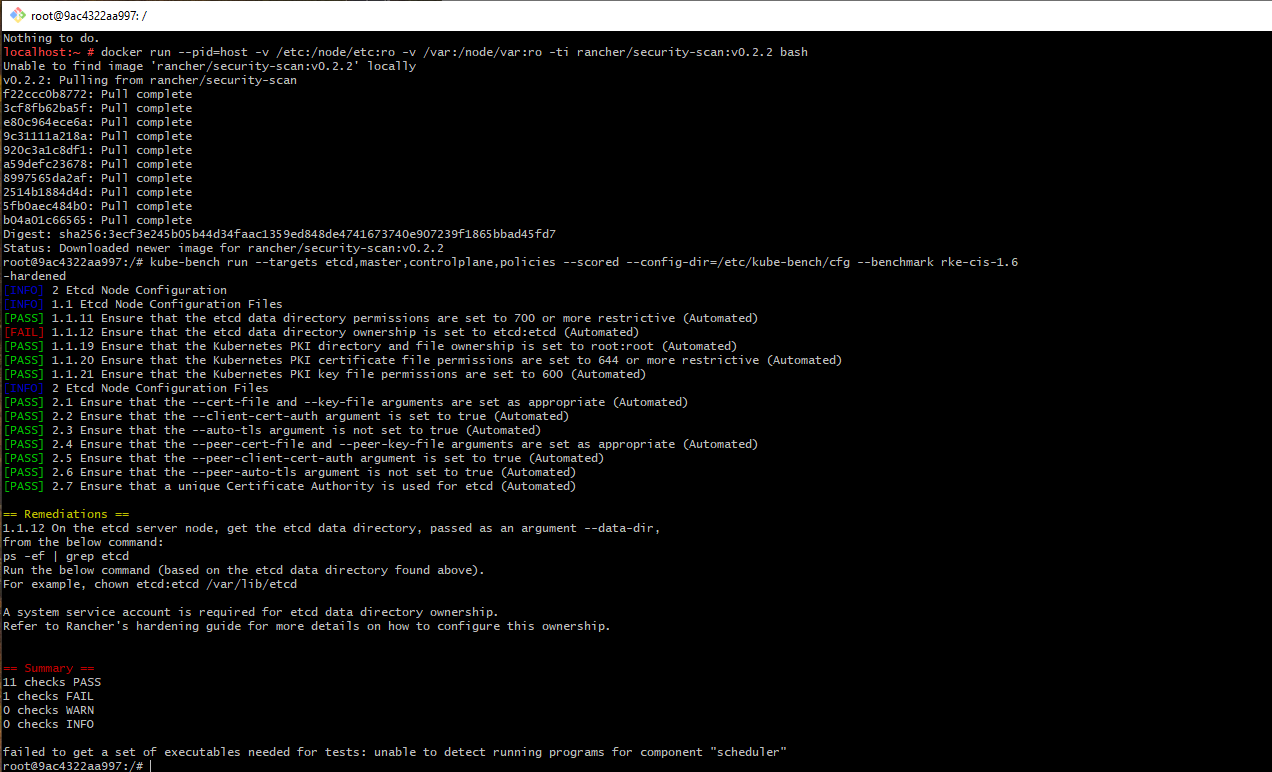 root@9ac4322aa997: /
Nothing to do.
localhost:~ # docker run --pid=host -v /etc:/node/etc:ro -v /var:/node/var:ro -ti rancher/security-scan:v0.2.2 bash
Unable to find image 'rancher/security-scan:v0.2.2' locally
v0.2.2: Pulling from rancher/security-scan
f22ccc0b8772: Pull complete
3cf8fb62ba5f: Pull complete
e80c964ece6a: Pull complete
9c31111a218a: Pull complete
920c3a1c8df1: Pull complete
a59defc23678: Pull complete
8997565da2af: Pull complete
2514b1884d4d: Pull complete
5fb0aec484b0: Pull complete
b04a01c66565: Pull complete
Digest: sha256:3ecf3e245b05b44d34faac1359ed848de4741673740e907239f1865bbad45fd7
Status: Downloaded newer image for rancher/security-scan:v0.2.2
root@9ac4322aa997:/# kube-bench run --targets etcd,master,controlplane,policies --scored --config-dir=/etc/kube-bench/cfg --benchmark rke-cis-1.6
-hardened
[INFO] 2 Etcd Node Configuration
[INFO] 1.1 Etcd Node Configuration Files
[PASS] 1.1.11 Ensure that the etcd data directory permissions are set to 700 or more restrictive (Automated)
[FAIL] 1.1.12 Ensure that the etcd data directory ownership is set to etcd:etcd (Automated)
[PASS] 1.1.19 Ensure that the Kubernetes PKI directory and file ownership is set to root:root (Automated)
[PASS] 1.1.20 Ensure that the Kubernetes PKI certificate file permissions are set to 644 or more restrictive (Automated)
[PASS] 1.1.21 Ensure that the Kubernetes PKI key file permissions are set to 600 (Automated)
[INFO] 2 Etcd Node Configuration Files
[PASS] 2.1 Ensure that the --cert-file and --key-file arguments are set as appropriate (Automated)
[PASS] 2.2 Ensure that the --client-cert-auth argument is set to true (Automated)
[PASS] 2.3 Ensure that the --auto-tls argument is not set to true (Automated)
[PASS] 2.4 Ensure that the --peer-cert-file and --peer-key-file arguments are set as appropriate (Automated)
[PASS] 2.5 Ensure that the --peer-client-cert-auth argument is set to true (Automated)
[PASS] 2.6 Ensure that the --peer-auto-tls argument is not set to true (Automated)
[PASS] 2.7 Ensure that a unique Certificate Authority is used for etcd (Automated)
== Remediations ==
1.1.12 On the etcd server node, get the etcd data directory, passed as an argument --data-dir,
from the below command:
ps -ef | grep etcd
Run the below command (based on the etcd data directory found above).
For example, chown etcd:etcd /var/lib/etcd
A system service account is required for etcd data directory ownership.
Refer to Rancher's hardening guide for more details on how to configure this ownership.
== Summary ==
11 checks PASS
1 checks FAIL
0 checks WARN
0 checks INFO
failed to get a set of executables needed for tests: unable to detect running programs for component "scheduler"
root@9ac4322aa997:/#